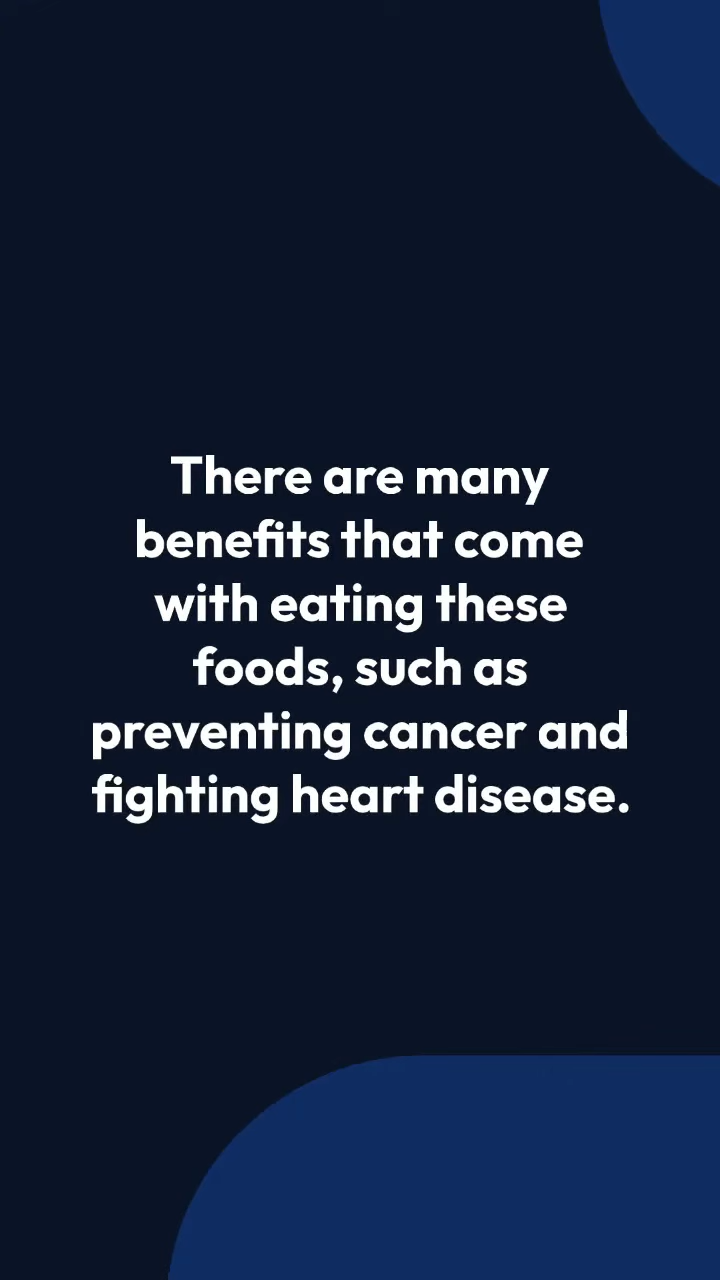 There are many
benefits that come
with eating these
foods, such as
preventing cancer and
fighting heart disease.